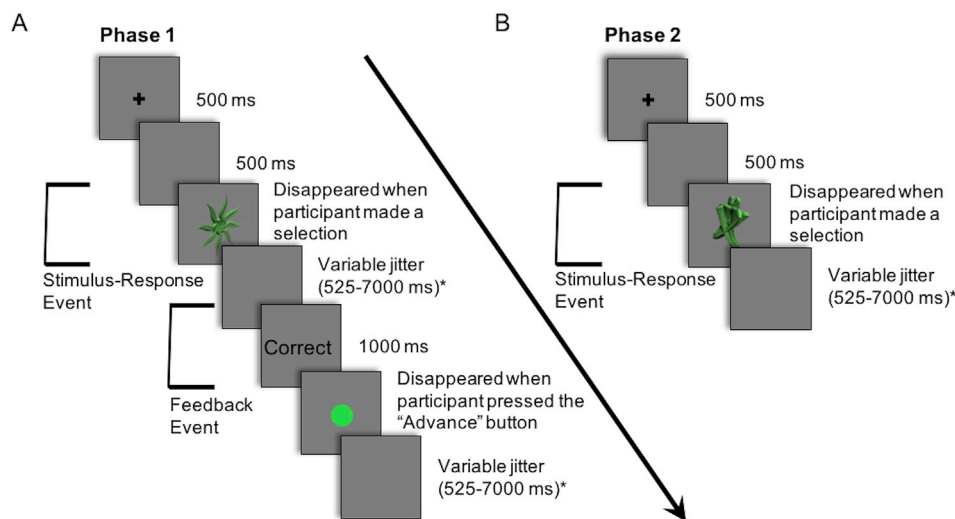 A
Phase 1
500 ms
500 ms
Disappeared when
participant made a
selection
Stimulus-Response
Event
Variable jitter
(525-7000 ms)*
Correct
1000 ms
Feedback
Event
Disappeared when
participant pressed the
“Advance” button
Variable jitter
(525-7000 ms)*
B
Phase 2
500 ms
500 ms
Disappeared when
participant made a
selection
Stimulus-Response
Event
Variable jitter
(525-7000 ms)*